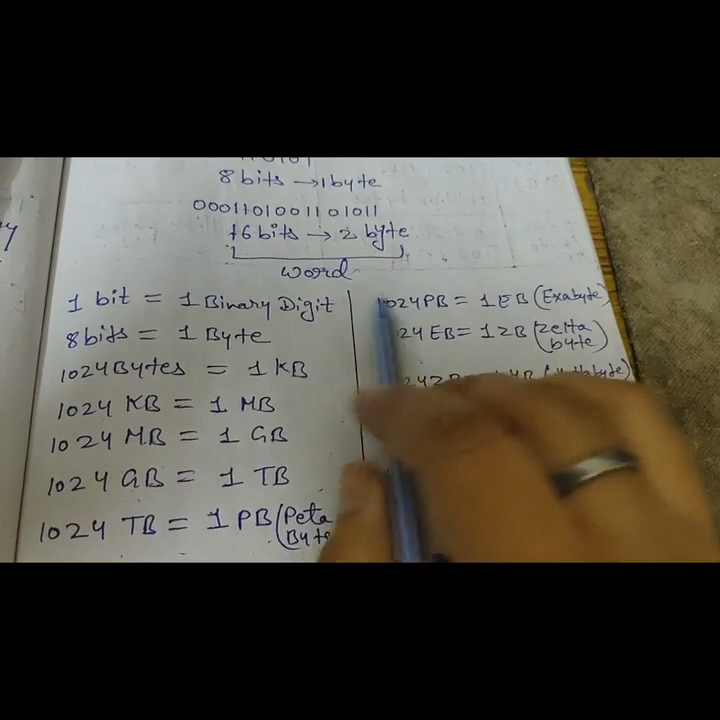 8 bits → 1 byte
0001101001101011
16 bits → 2 byte
word
1 bit = 1 Binary Digit
8 bits = 1 Byte
1024 Bytes = 1 KB
1024 KB = 1 MB
1024 MB = 1 GB
1024 GB = 1 TB
1024 TB = 1 PB (Peta
Byte
1024 PB = 1 EB (Exabyte)
24 EB = 1 ZB (zetta
byte)